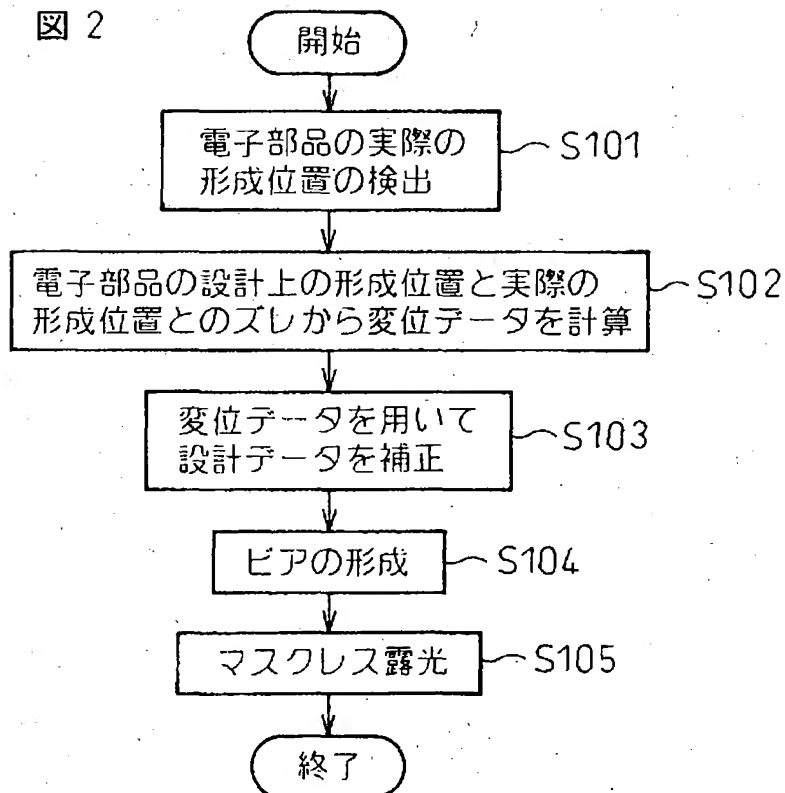 図 2
開始
電子部品の実際の
形成位置の検出
S101
電子部品の設計上の形成位置と実際の
形成位置とのズレから変位データを計算
S102
変位データを用いて
設計データを補正
S103
ビアの形成
S104
マスクレス露光
S105
終了